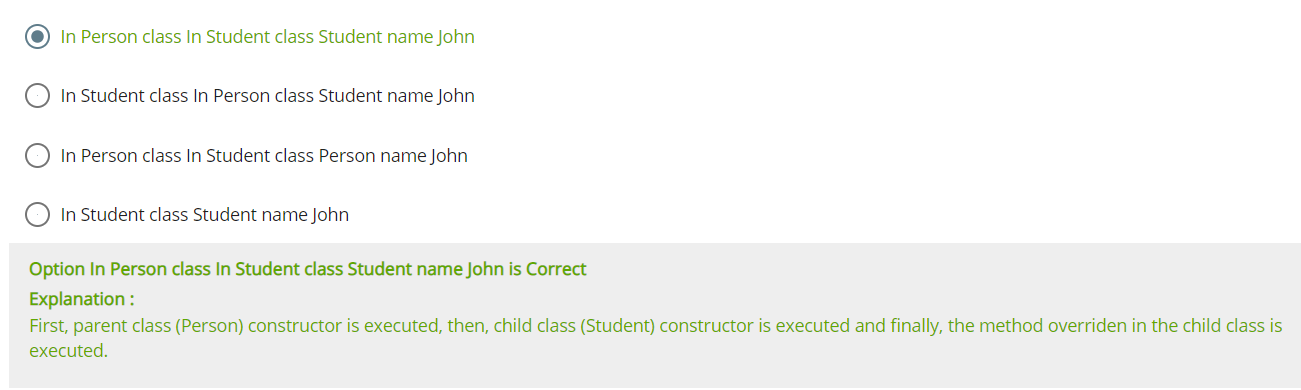 In Person class In Student class Student name John
In Student class In Person class Student name John
In Person class In Student class Person name John
In Student class Student name John
Option In Person class In Student class Student name John is Correct
Explanation :
First, parent class (Person) constructor is executed, then, child class (Student) constructor is executed and finally, the method overriden in the child class is
executed.